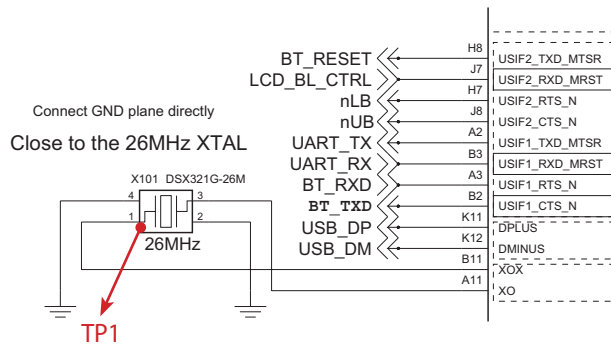 BT_RESET H8 USIF2_TXD_MTSR
LCD_BL_CTRL J7 USIF2_RXD_MRST
nLB H7 USIF2_RTS_N
nUB J8 USIF2_CTS_N
UART_TX A2 USIF1_TXD_MTSR
UART_RX B3 USIF1_RXD_MRST
BT_RXD A3 USIF1_RTS_N
BT_TXD B2 USIF1_CTS_N
USB_DP K11 DPLUS
USB_DM K12 DMINUS
B11 XOX
A11 XO
Connect GND plane directly
Close to the 26MHz XTAL
X101 DSX321G-26M
4 3
1 2
26MHz
TP1